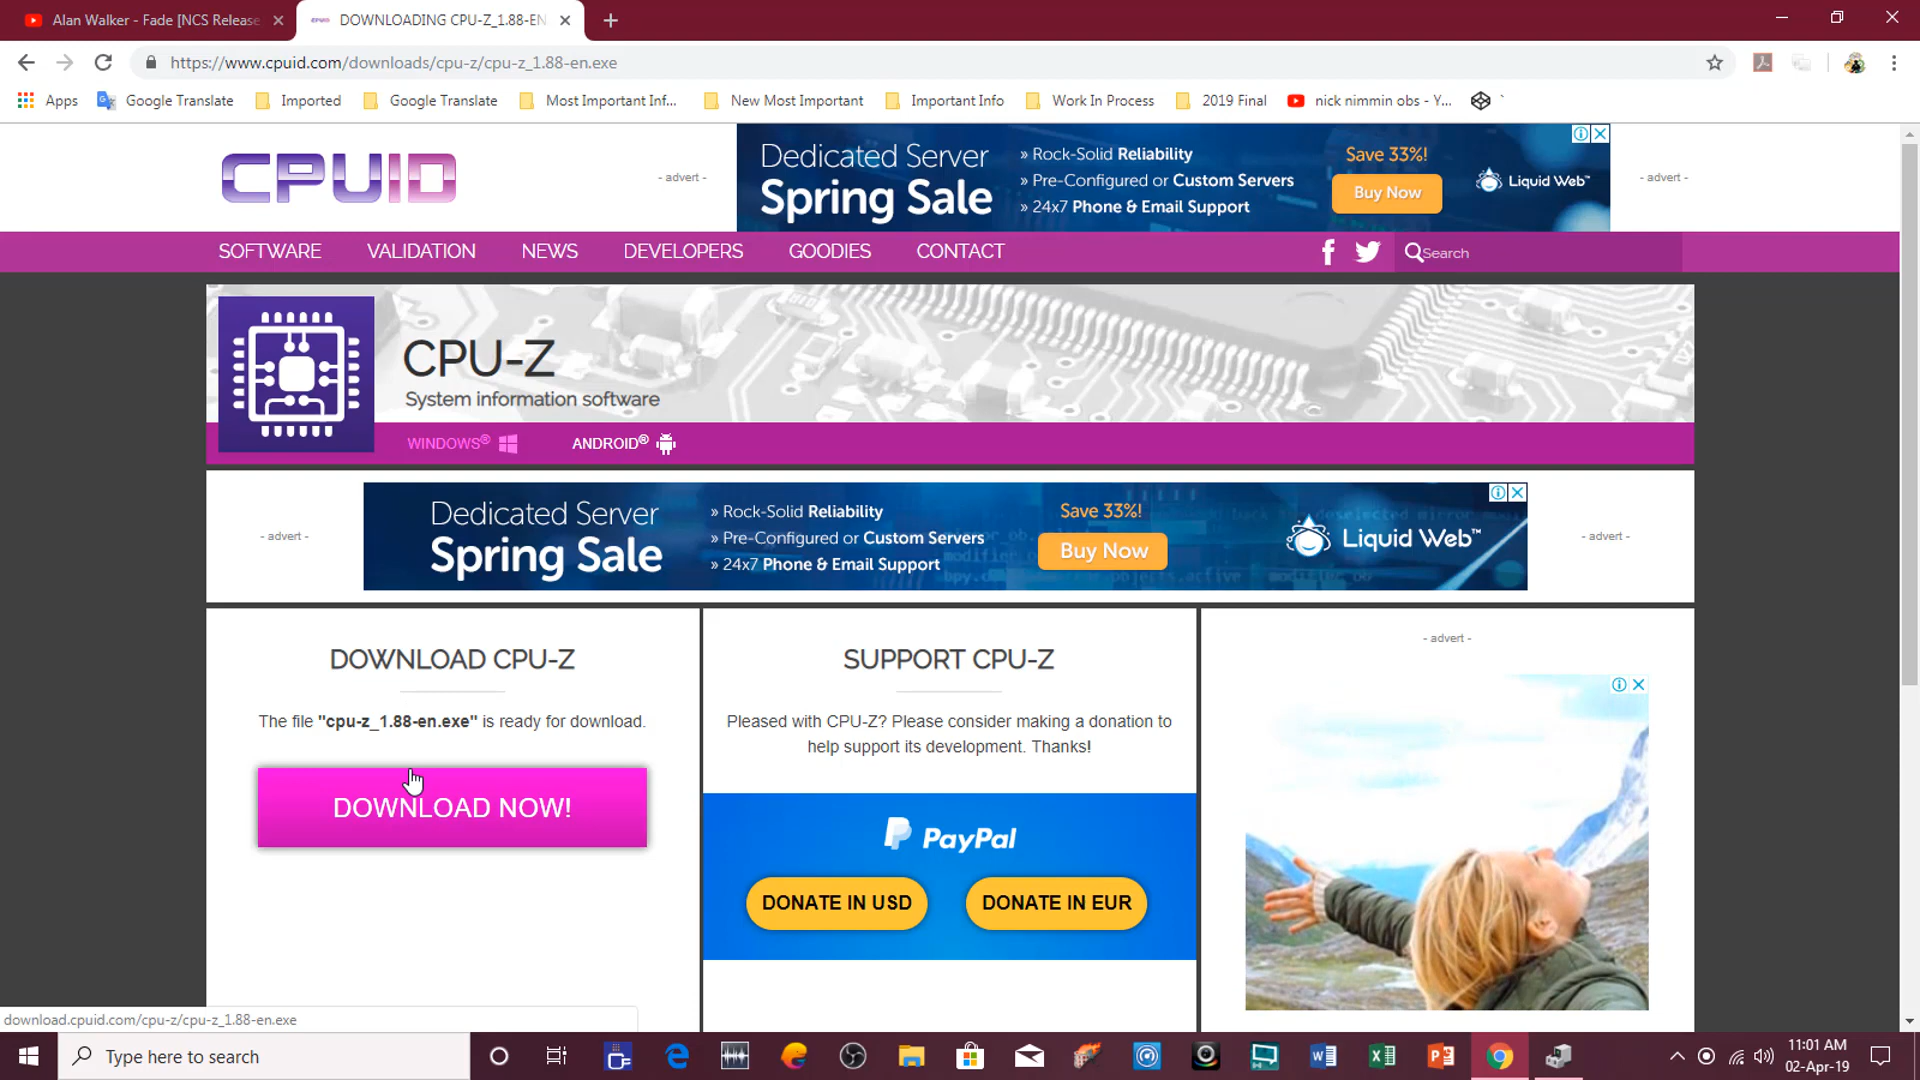 Alan Walker - Fade [NCS Release
DOWNLOADING CPU-Z_1.88-EN
https://www.cpuid.com/downloads/cpu-z/cpu-z_1.88-en.exe
Apps
Google Translate
Imported
Google Translate
Most Important Inf...
New Most Important
Important Info
Work In Process
2019 Final
nick nimmin obs - Y...
CPUID
- advert -
Dedicated Server
Spring Sale
» Rock-Solid Reliability
» Pre-Configured or Custom Servers
» 24x7 Phone & Email Support
Save 33%!
Buy Now
Liquid Web™
- advert -
SOFTWARE VALIDATION NEWS DEVELOPERS GOODIES CONTACT
Search
CPU-Z
System information software
WINDOWS®
ANDROID®
- advert -
Dedicated Server
Spring Sale
» Rock-Solid Reliability
» Pre-Configured or Custom Servers
» 24x7 Phone & Email Support
Save 33%!
Buy Now
Liquid Web™
- advert -
DOWNLOAD CPU-Z
The file "cpu-z_1.88-en.exe" is ready for download.
DOWNLOAD NOW!
SUPPORT CPU-Z
Pleased with CPU-Z? Please consider making a donation to
help support its development. Thanks!
PayPal
DONATE IN USD
DONATE IN EUR
- advert -
download.cpuid.com/cpu-z/cpu-z_1.88-en.exe
Type here to search
11:01 AM
02-Apr-19